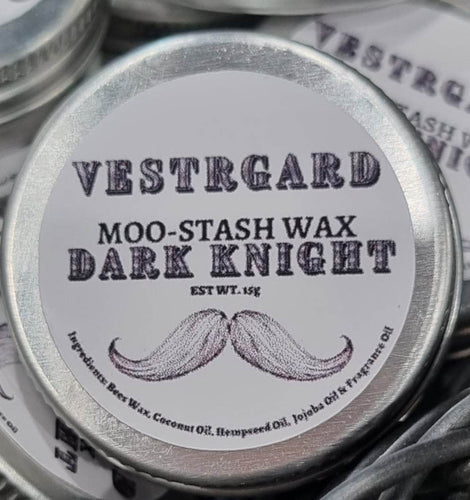 VESTRGARD
MOO-STASH WAX
DARK KNIGHT
EST WT. 15g
Ingredients: Bees Wax, Coconut Oil, Hempseed Oil, Jojoba Oil & Fragrance Oil
VESTRG